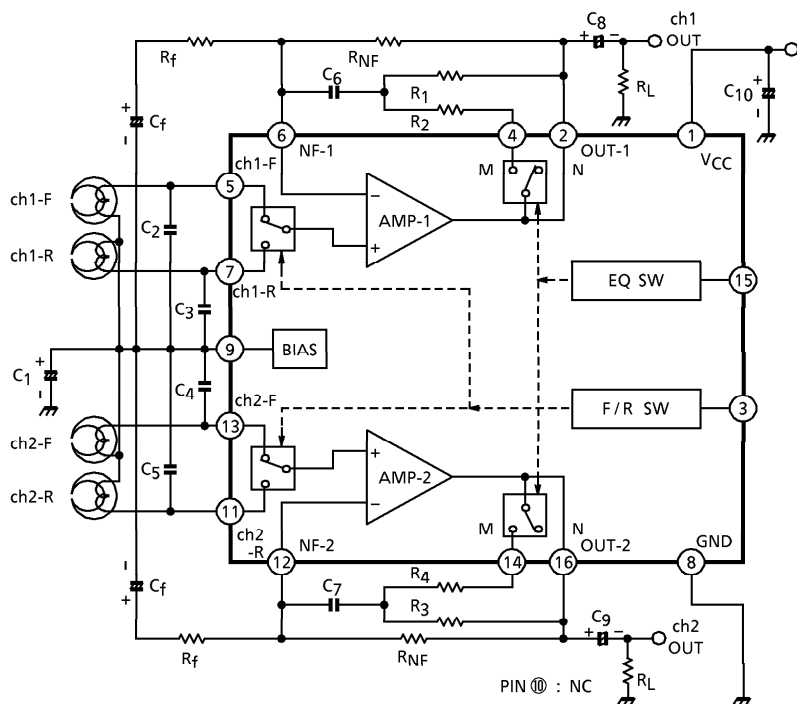 C8
ch1
OUT
Rf
RNF
C6
R1
R2
RL
C10
+
-
+
-
Cf
+
-
6
NF-1
4
2
OUT-1
1
VCC
ch1-F
5
M
N
ch1-F
C2
AMP-1
-
+
ch1-R
7
ch1-R
C3
EQ SW
15
9
BIAS
C1
+
-
C4
ch2-F
13
F/R SW
3
ch2-F
C5
AMP-2
+
-
ch2-R
11
ch2
-R
M
N
GND
12
NF-2
14
16
OUT-2
8
-
+
Cf
C7
R4
R3
C9
+
-
ch2
OUT
Rf
RNF
RL
PIN ⑩ : NC